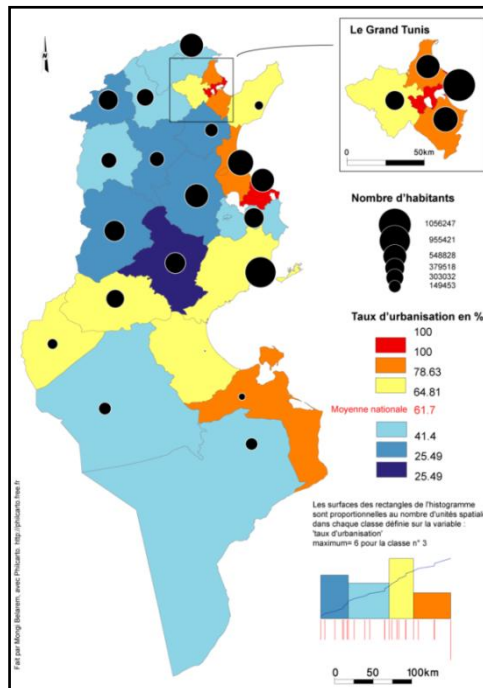 N
Le Grand Tunis
0 50km
Nombre d'habitants
1056247
955421
548828
379518
303032
149453
Taux d'urbanisation en %
100
100
78.63
64.81
Moyenne nationale 61.7
41.4
25.49
25.49
Les surfaces des rectangles de l'histogramme
sont proportionnelles au nombre d'unités spatiale
dans chaque classe définie sur la variable :
'taux d'urbanisation'
maximum= 6 pour la classe n° 3
0 50 100km
Fait par Mongi Belarem, avec Philcarto. http://philcarto.free.fr